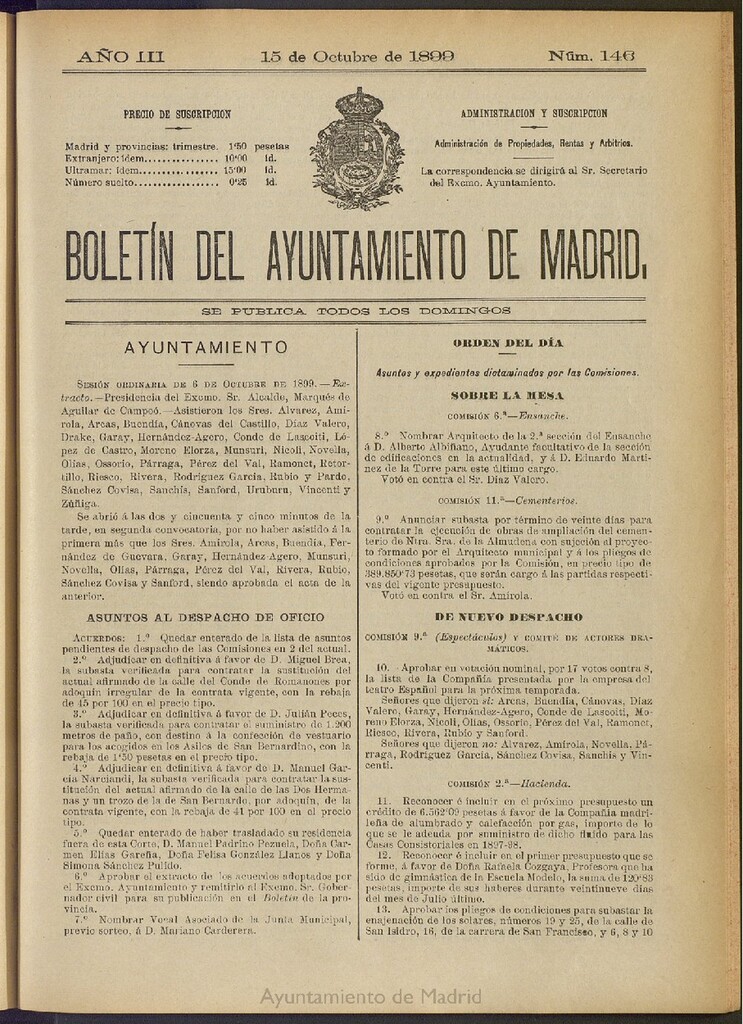 AÑO III 15 de Octubre de 1899 Núm. 146
PRECIO DE SUSCRIPCION
Madrid y provincias: trimestre. 1'50 pesetas
Extranjero: ídem................ 10'00 id.
Ultramar: ídem................. 15'00 id.
Número suelto................. 0'25 id.
ADMINISTRACION Y SUSCRIPCION
Administración de Propiedades, Rentas y Arbitrios.
La correspondencia se dirigirá al Sr. Secretario
del Excmo. Ayuntamiento.
BOLETÍN DEL AYUNTAMIENTO DE MADRID.
SE PUBLICA TODOS LOS DOMINGOS
AYUNTAMIENTO
SESIÓN ORDINARIA DE 6 DE OCTUBRE DE 1899.—Ex-
tracto.—Presidencia del Excmo. Sr. Alcalde, Marqués de
Aguilar de Campoó.—Asistieron los Sres. Alvarez, Amí-
rola, Arcas, Buendía, Cánovas del Castillo, Díaz Valero,
Drake, Garay, Hernández-Agero, Conde de Lascoiti, Ló-
pez de Castro, Moreno Elorza, Munsuri, Nicoli, Novella,
Olías, Ossorio, Párraga, Pérez del Val, Ramonet, Retor-
tillo, Riesco, Rivera, Rodríguez García, Rubio y Pardo,
Sánchez Covisa, Sanchís, Sanford, Uruburu, Vincenti y
Zúñiga.
Se abrió á las dos y cincuenta y cinco minutos de la
tarde, en segunda convocatoria, por no haber asistido á la
primera más que los Sres. Amirola, Arcas, Buendía, Fer-
nández de Guevara, Garay, Hernández-Agero, Munsuri,
Novella, Olías, Párraga, Pérez del Val, Rivera, Rubio,
Sánchez Covisa y Sanford, siendo aprobada el acta de la
anterior.
ASUNTOS AL DESPACHO DE OFICIO
ACUERDOS: 1.º Quedar enterado de la lista de asuntos
pendientes de despacho de las Comisiones en 2 del actual.
2.º Adjudicar en definitiva á favor de D. Miguel Brea,
la subasta verificada para contratar la sustitución del
actual afirmado de la calle del Conde de Romanones por
adoquín irregular de la contrata vigente, con la rebaja
de 45 por 100 en el precio tipo.
3.º Adjudicar en definitiva á favor de D. Julián Peces,
la subasta verificada para contratar el suministro de 1.200
metros de paño, con destino á la confección de vestuario
para los acogidos en los Asilos de San Bernardino, con la
rebaja de 1'50 pesetas en el precio tipo.
4.º Adjudicar en definitiva á favor de D. Manuel Gar-
cía Narciandi, la subasta verificada para contratar la sus-
titución del actual afirmado de la calle de las Dos Herma-
nas y un trozo de la de San Bernardo, por adoquín, de la
contrata vigente, con la rebaja de 41 por 100 en el precio
tipo.
5.º Quedar enterado de haber trasladado su residencia
fuera de esta Corte, D. Manuel Padrino Pezuela, Doña Car-
men Elías Gareña, Doña Felisa González Llanos y Doña
Simona Sánchez Pulido.
6.º Aprobar el extracto de los acuerdos adoptados por
el Excmo. Ayuntamiento y remitirlo al Excmo. Sr. Gober-
nador civil para su publicación en el Boletín de la pro-
vincia.
7.º Nombrar Vocal Asociado de la Junta Municipal,
previo sorteo, á D. Mariano Carderera.
ORDEN DEL DÍA
Asuntos y expedientes dictaminados por las Comisiones.
SOBRE LA MESA
COMISIÓN 6.ª—Ensanche.
8.º Nombrar Arquitecto de la 2.ª sección del Ensanche
á D. Alberto Albiñano, Ayudante facultativo de la sección
de edificaciones en la actualidad, y á D. Eduardo Martí-
nez de la Torre para este último cargo.
Votó en contra el Sr. Díaz Valero.
COMISIÓN 11.ª—Cementerios.
9.º Anunciar subasta por término de veinte días para
contratar la ejecución de obras de ampliación del cemen-
terio de Ntra. Sra. de la Almudena con sujeción al proyec-
to formado por el Arquitecto municipal y á los pliegos de
condiciones aprobados por la Comisión, en precio tipo de
389.850'73 pesetas, que serán cargo á las partidas respecti-
vas del vigente presupuesto.
Votó en contra el Sr. Amirola.
DE NUEVO DESPACHO
COMISIÓN 9.ª (Espectáculos) Y COMITÉ DE ACTORES DRA-
MÁTICOS.
10. Aprobar en votación nominal, por 17 votos contra 8,
la lista de la Compañía presentada por la empresa del
teatro Español para la próxima temporada.
Señores que dijeron sí: Arcas, Buendía, Cánovas, Díaz
Valero, Garay, Hernández-Agero, Conde de Lascoiti, Mo-
reno Elorza, Nicoli, Olías, Ossorio, Pérez del Val, Ramonet,
Riesco, Rivera, Rubio y Sanford.
Señores que dijeron no: Alvarez, Amirola, Novella, Pá-
rraga, Rodríguez García, Sánchez Covisa, Sanchis y Vin-
centi.
COMISIÓN 2.ª—Hacienda.
11. Reconocer é incluir en el próximo presupuesto un
crédito de 6.562'09 pesetas á favor de la Compañía madri-
leña de alumbrado y calefacción por gas, importe de lo
que se le adeuda por suministro de dicho fluido para las
Casas Consistoriales en 1897-98.
12. Reconocer é incluir en el primer presupuesto que se
forme, á favor de Doña Rafaela Cozgaya, Profesora que ha
sido de gimnástica de la Escuela Modelo, la suma de 120'83
pesetas, importe de sus haberes durante veintinueve días
del mes de Julio último.
13. Aprobar los pliegos de condiciones para subastar la
enajenación de los solares, números 19 y 25, de la calle de
San Isidro, 16, de la carrera de San Francisco, y 6, 8 y 10
Ayuntamiento de Madrid